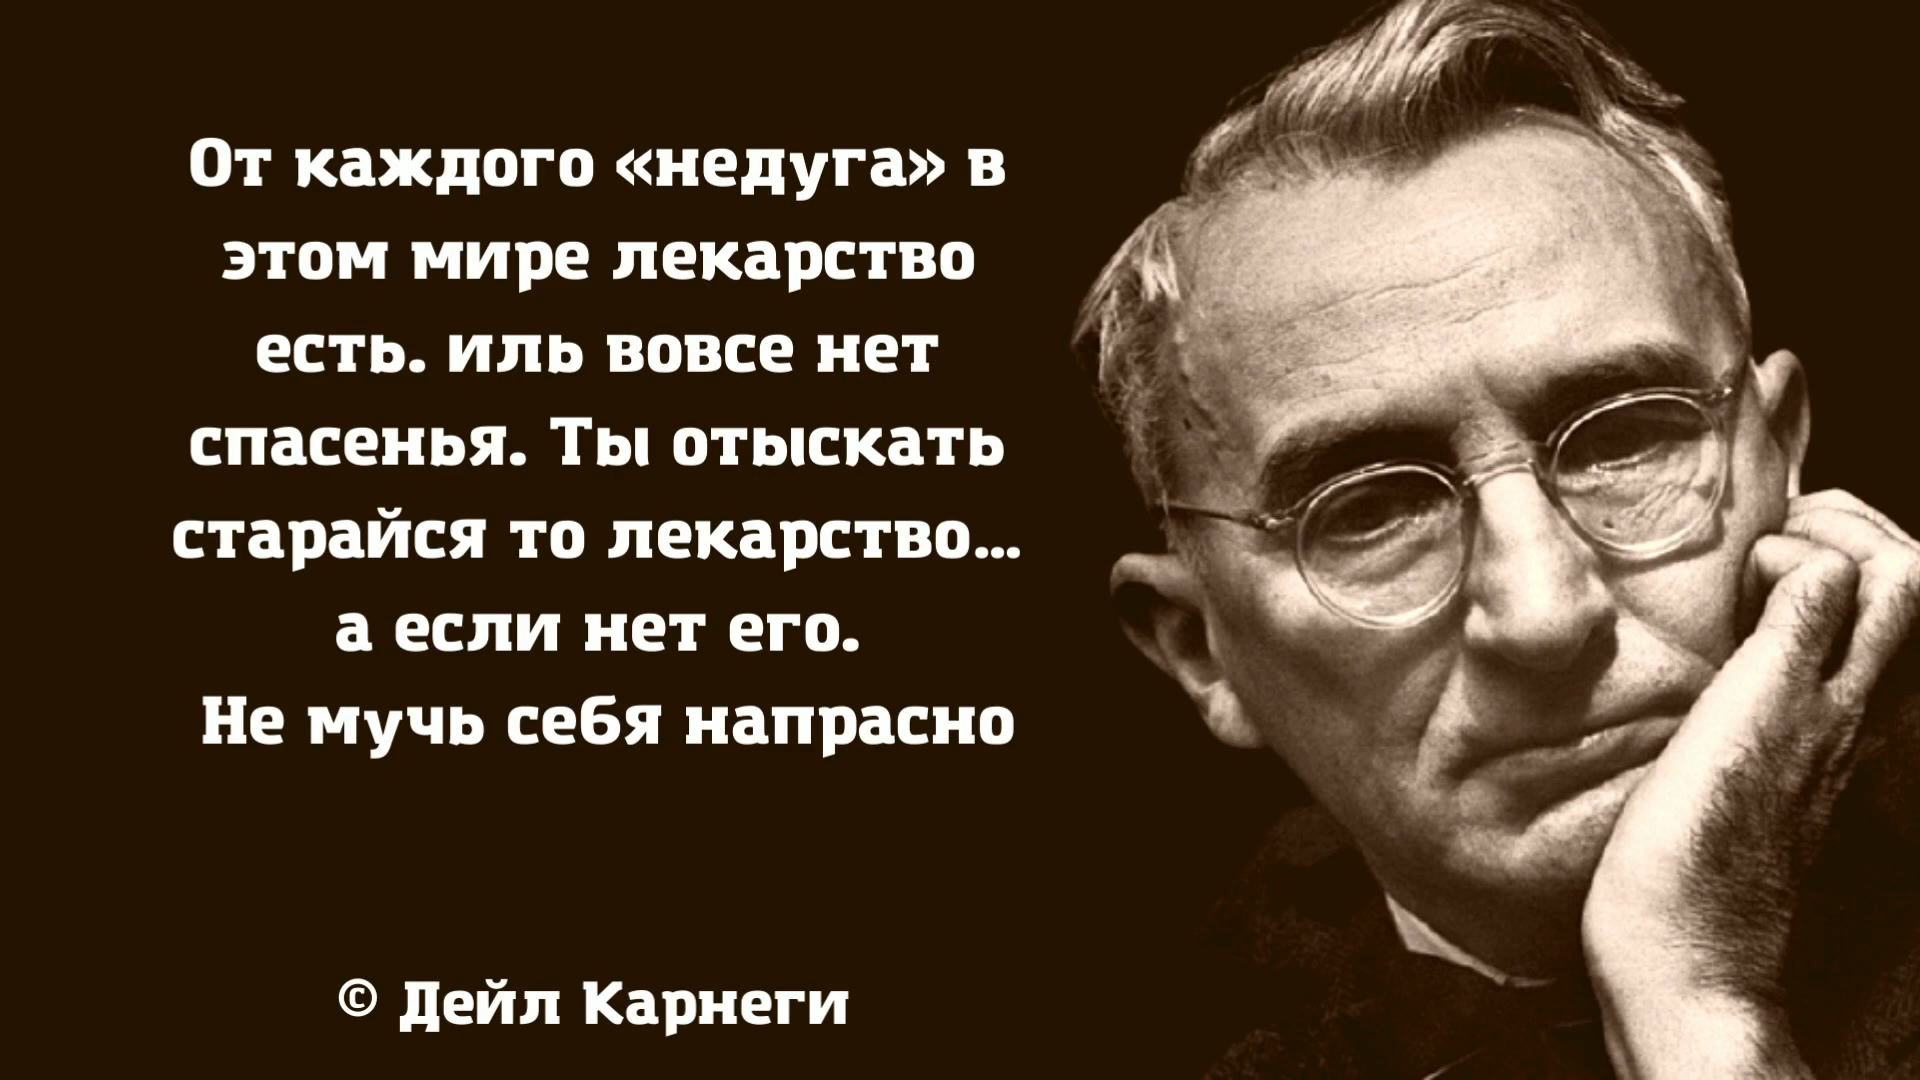 От каждого «недуга» в
этом мире лекарство
есть. иль вовсе нет
спасенья. Ты отыскать
старайся то лекарство...
а если нет его.
Не мучь себя напрасно
© Дейл Карнеги